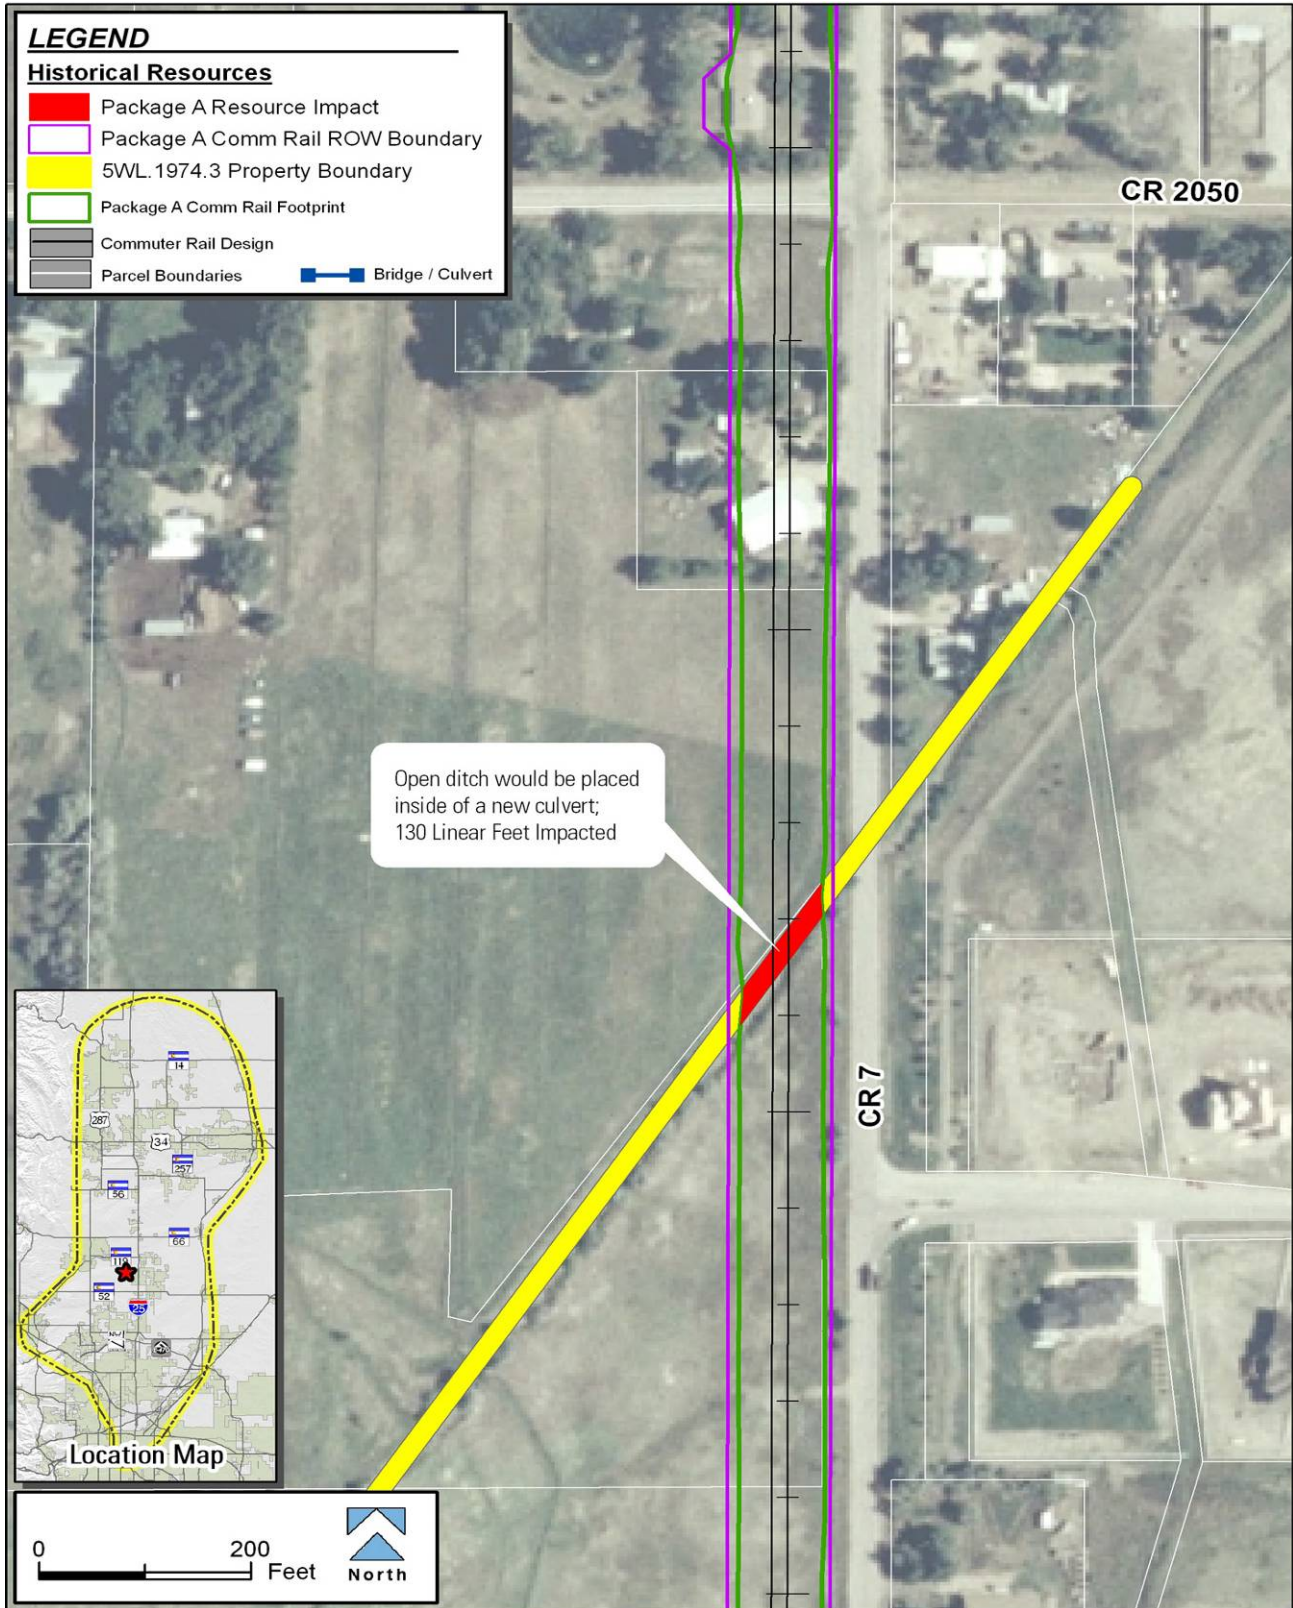 LEGEND
Historical Resources
Package A Resource Impact
Package A Comm Rail ROW Boundary
5WL.1974.3 Property Boundary
Package A Comm Rail Footprint
Commuter Rail Design
Parcel Boundaries
Bridge / Culvert
CR 2050
Open ditch would be placed
inside of a new culvert;
130 Linear Feet Impacted
CR 7
14
287
34
257
56
66
119
52
25
Location Map
0
200
Feet
North